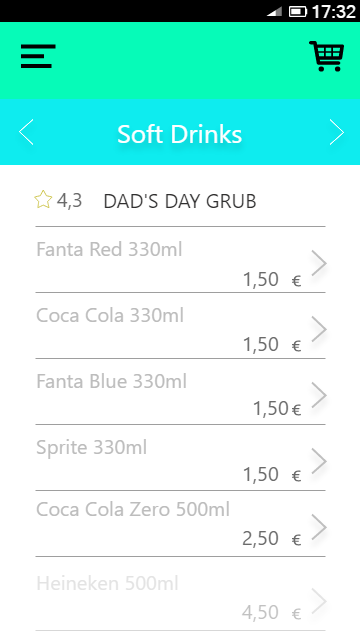 17:32
Soft Drinks
4,3 DAD'S DAY GRUB
Fanta Red 330ml
1,50 €
Coca Cola 330ml
1,50 €
Fanta Blue 330ml
1,50 €
Sprite 330ml
1,50 €
Coca Cola Zero 500ml
2,50 €
Heineken 500ml
4,50 €